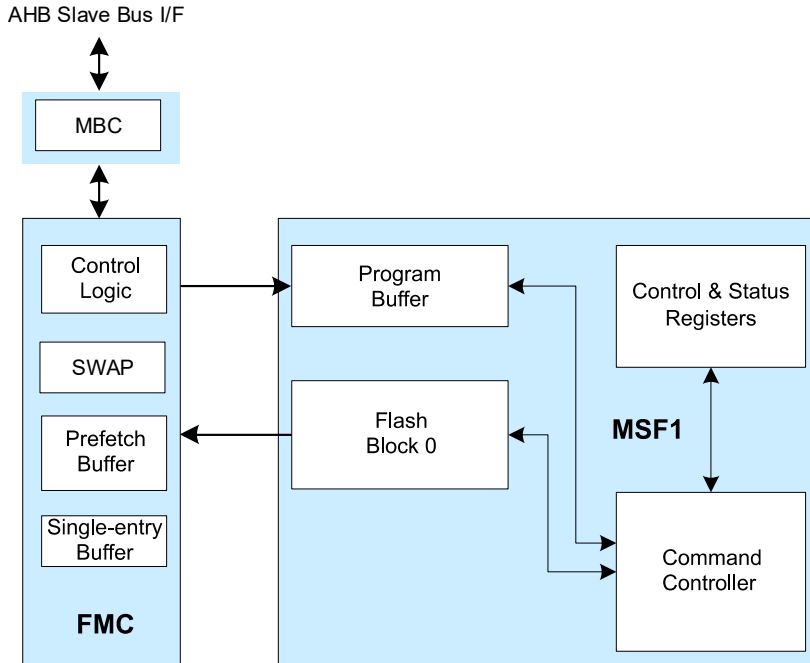 AHB Slave Bus I/F
MBC
Control
Logic
SWAP
Prefetch
Buffer
Single-entry
Buffer
FMC
Program
Buffer
Flash
Block 0
Control & Status
Registers
MSF1
Command
Controller